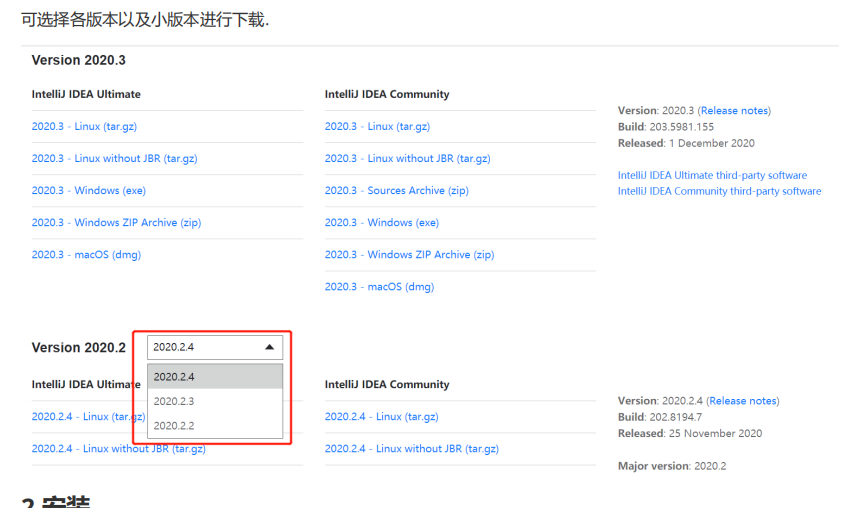 可选择各版本以及小版本进行下载.
Version 2020.3
IntelliJ IDEA Ultimate
2020.3 - Linux (tar.gz)
2020.3 - Linux without JBR (tar.gz)
2020.3 - Windows (exe)
2020.3 - Windows ZIP Archive (zip)
2020.3 - macOS (dmg)
IntelliJ IDEA Community
2020.3 - Linux (tar.gz)
2020.3 - Linux without JBR (tar.gz)
2020.3 - Sources Archive (zip)
2020.3 - Windows (exe)
2020.3 - Windows ZIP Archive (zip)
2020.3 - macOS (dmg)
Version: 2020.3 (Release notes)
Build: 203.5981.155
Released: 1 December 2020
IntelliJ IDEA Ultimate third-party software
IntelliJ IDEA Community third-party software
Version 2020.2
2020.2.4
2020.2.4
2020.2.3
2020.2.2
IntelliJ IDEA Ultimate
2020.2.4 - Linux (tar.gz)
2020.2.4 - Linux without JBR (tar.gz)
IntelliJ IDEA Community
2020.2.4 - Linux (tar.gz)
2020.2.4 - Linux without JBR (tar.gz)
Version: 2020.2.4 (Release notes)
Build: 202.8194.7
Released: 25 November 2020
Major version: 2020.2
2 安装